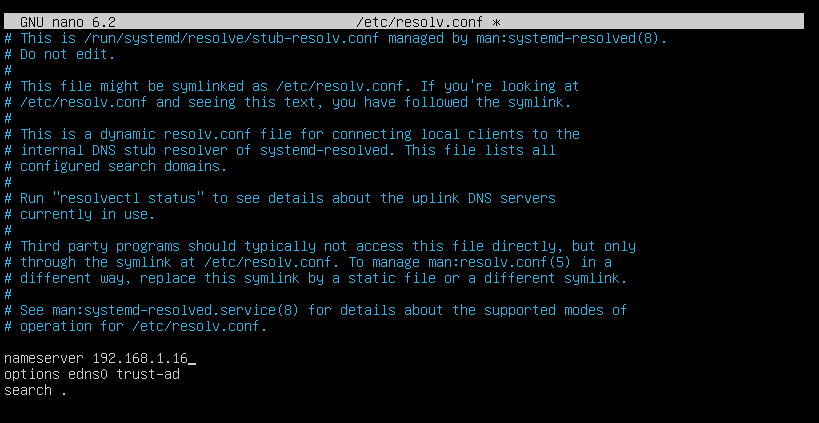 GNU nano 6.2 /etc/resolv.conf *
# This is /run/systemd/resolve/stub-resolv.conf managed by man:systemd-resolved(8).
# Do not edit.
#
# This file might be symlinked as /etc/resolv.conf. If you're looking at
# /etc/resolv.conf and seeing this text, you have followed the symlink.
#
# This is a dynamic resolv.conf file for connecting local clients to the
# internal DNS stub resolver of systemd-resolved. This file lists all
# configured search domains.
#
# Run "resolvectl status" to see details about the uplink DNS servers
# currently in use.
#
# Third party programs should typically not access this file directly, but only
# through the symlink at /etc/resolv.conf. To manage man:resolv.conf(5) in a
# different way, replace this symlink by a static file or a different symlink.
#
# See man:systemd-resolved.service(8) for details about the supported modes of
# operation for /etc/resolv.conf.
nameserver 192.168.1.16
options edns0 trust-ad
search .